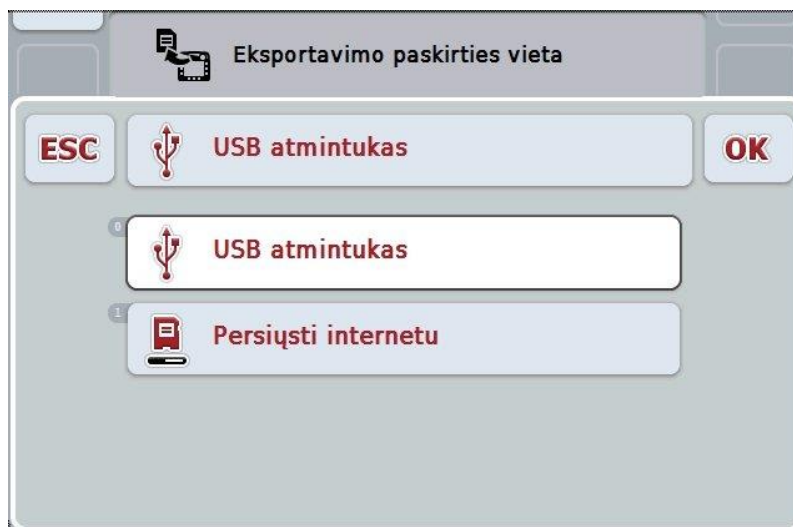 Eksportavimo paskirties vieta
ESC
USB atmintukas
OK
0
USB atmintukas
1
Persiųsti internetu